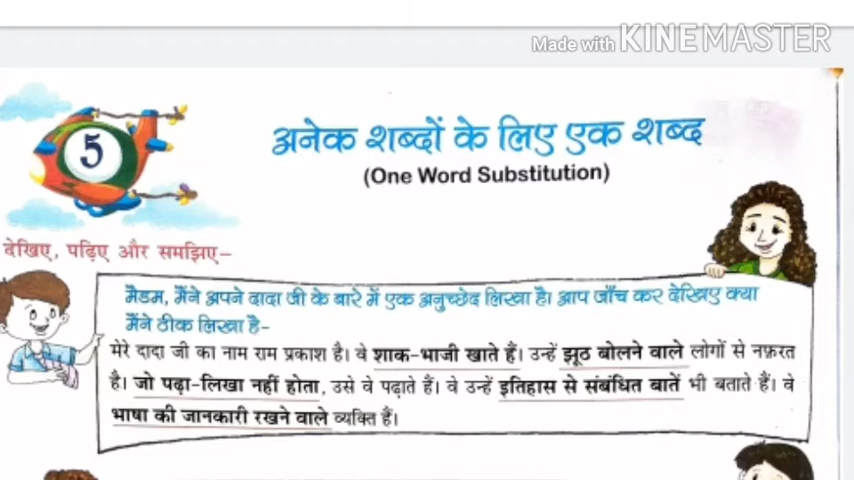 Made with KINEMASTER
5
अनेक शब्दों के लिए एक शब्द
(One Word Substitution)
देखिए, पढ़िए और समझिए–
मैडम, मैंने अपने दादा जी के बारे में एक अनुच्छेद लिखा है। आप जाँच कर देखिए क्या
मैंने ठीक लिखा है-
मेरे दादा जी का नाम राम प्रकाश है। वे शाक-भाजी खाते हैं। उन्हें झूठ बोलने वाले लोगों से नफ़रत
है। जो पढ़ा-लिखा नहीं होता, उसे वे पढ़ाते हैं। वे उन्हें इतिहास से संबंधित बातें भी बताते हैं। वे
भाषा की जानकारी रखने वाले व्यक्ति हैं।